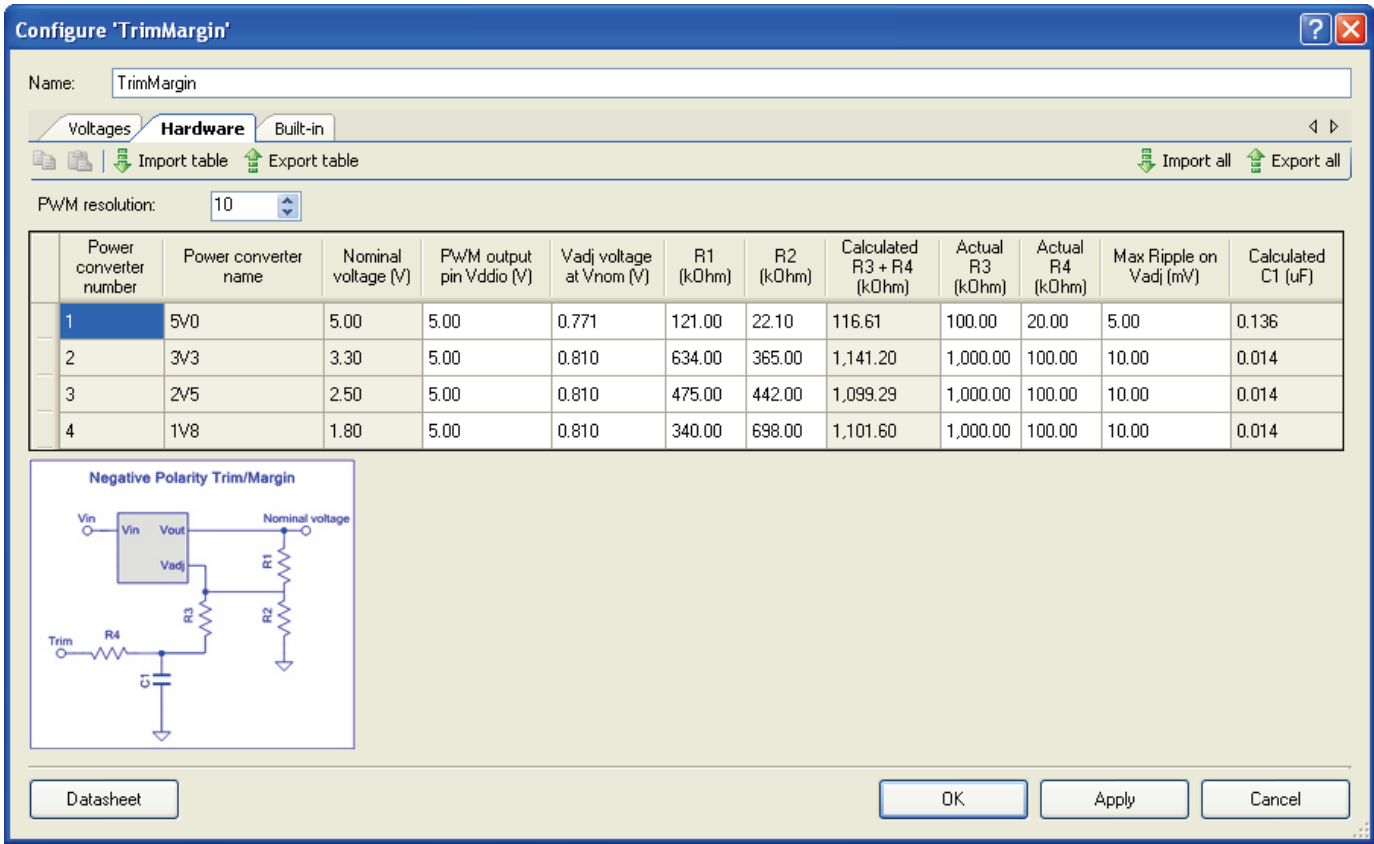 Configure 'TrimMargin'
?
Name: TrimMargin
Voltages Hardware Built-in
Import table Export table Import all Export all
PWM resolution: 10
Power converter number Power converter name Nominal voltage (V) PWM output pin Vddio (V) Vadj voltage at Vnom (V) R1 (kOhm) R2 (kOhm) Calculated R3 + R4 (kOhm) Actual R3 (kOhm) Actual R4 (kOhm) Max Ripple on Vadj (mV) Calculated C1 (uF)
1 5V0 5.00 5.00 0.771 121.00 22.10 116.61 100.00 20.00 5.00 0.136
2 3V3 3.30 5.00 0.810 634.00 365.00 1,141.20 1,000.00 100.00 10.00 0.014
3 2V5 2.50 5.00 0.810 475.00 442.00 1,099.29 1,000.00 100.00 10.00 0.014
4 1V8 1.80 5.00 0.810 340.00 698.00 1,101.60 1,000.00 100.00 10.00 0.014
Negative Polarity Trim/Margin
Vin Vin Vout Nominal voltage
Vadj R1
R3 R2
Trim R4
C1
Datasheet OK Apply Cancel